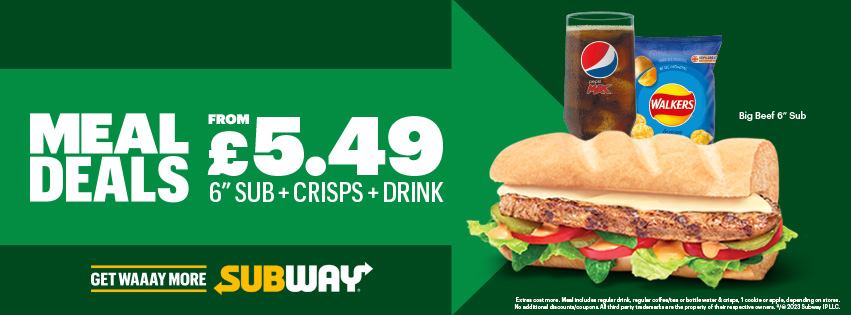 MEAL
DEALS
FROM
£5.49
6" SUB + CRISPS + DRINK
GET WAAAY MORE
SUBWAY®
pepsi
MAX
WALKERS
Big Beef 6" Sub
Extras cost more. Meal includes regular drink, regular coffee/tea or bottle water & crisps, 1 cookie or apple, depending on stores.
No additional discounts/coupons. All third party trademarks are the property of their respective owners. ®/© 2023 Subway IP LLC.